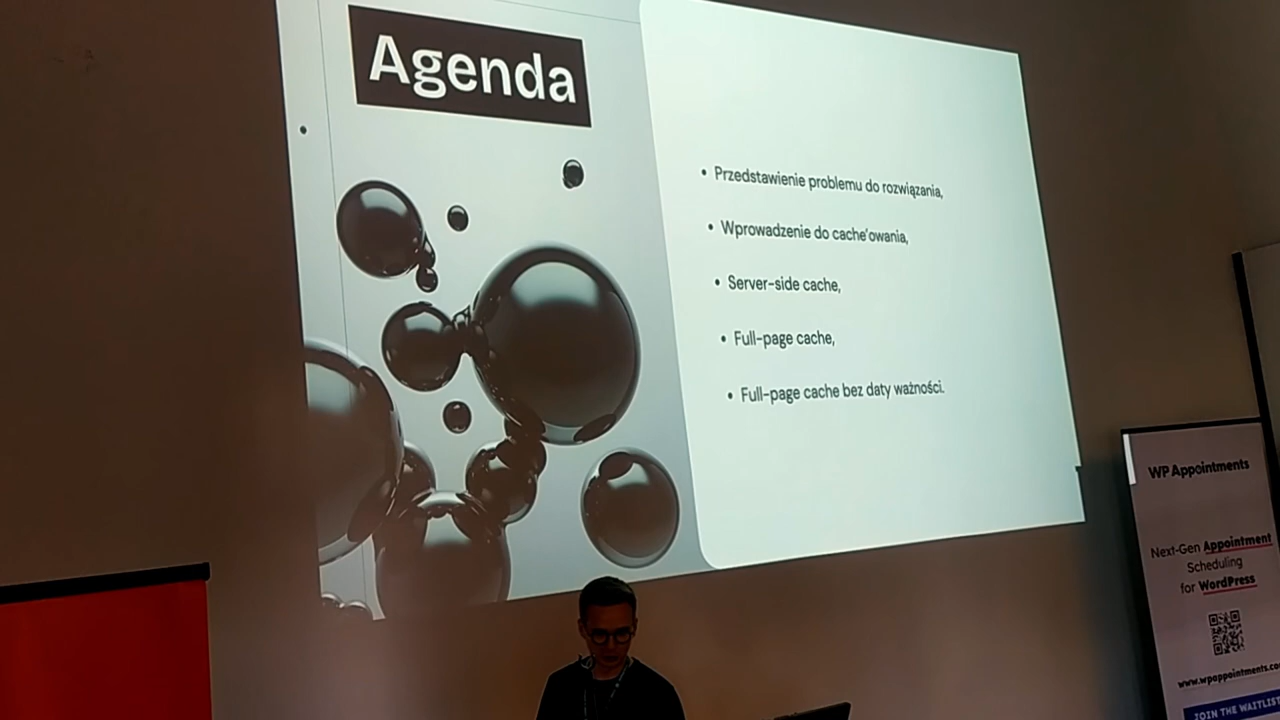 Agenda
• Przedstawienie problemu do rozwiązania,
• Wprowadzenie do cache'owania,
• Server-side cache,
• Full-page cache,
• Full-page cache bez daty ważności.
WP Appointments
Next-Gen Appointment
Scheduling
for WordPress
www.wpappointments.co
JOIN THE WAITLIST